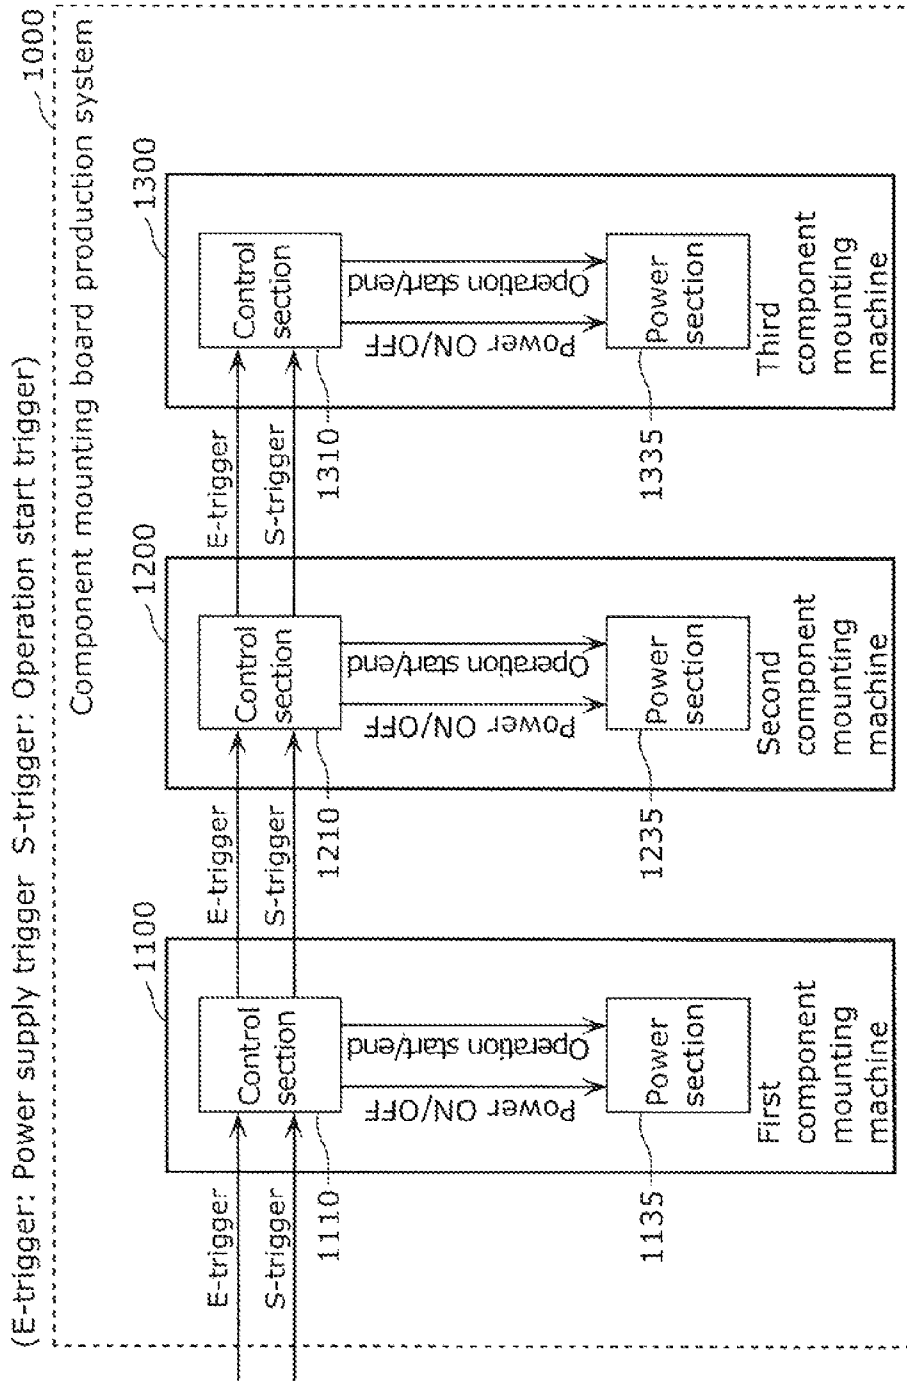 (E-trigger: Power supply trigger S-trigger: Operation start trigger)
1000
Component mounting board production system
1100
1200
1300
E-trigger
S-trigger
Control
section
1110
Power ON/OFF
Operation start/end
Power
section
1135
First
component
mounting
machine
E-trigger
S-trigger
Control
section
1210
Power ON/OFF
Operation start/end
Power
section
1235
Second
component
mounting
machine
E-trigger
S-trigger
Control
section
1310
Power ON/OFF
Operation start/end
Power
section
1335
Third
component
mounting
machine